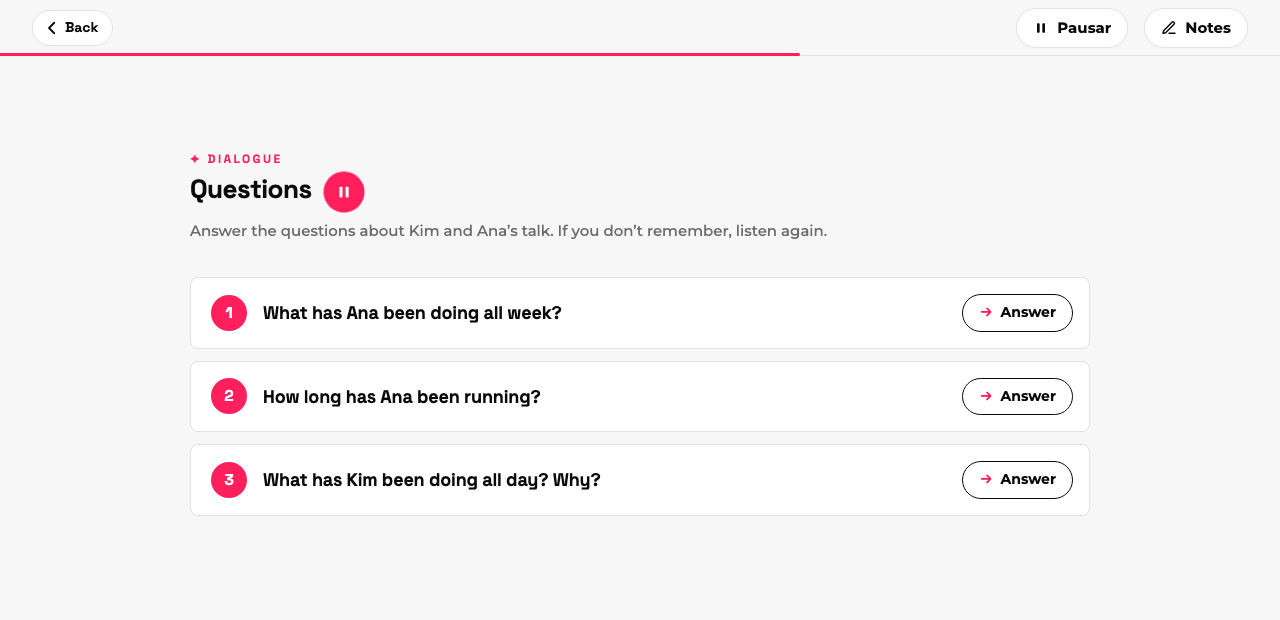 Back
Pausar
Notes
DIALOGUE
Questions
Answer the questions about Kim and Ana’s talk. If you don’t remember, listen again.
1 What has Ana been doing all week? Answer
2 How long has Ana been running? Answer
3 What has Kim been doing all day? Why? Answer